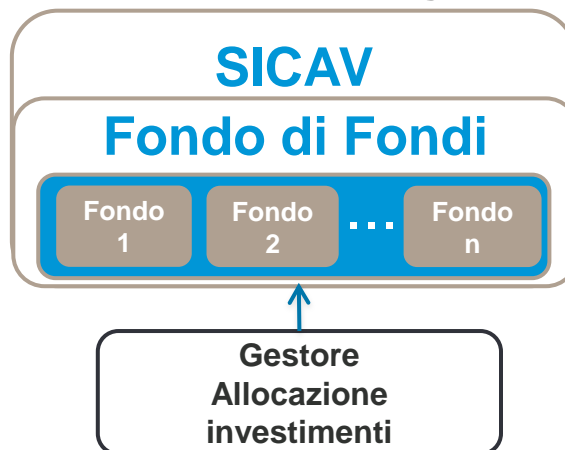 SICAV
Fondo di Fondi
Fondo
1
Fondo
2
...
Fondo
n
Gestore
Allocazione
investimenti